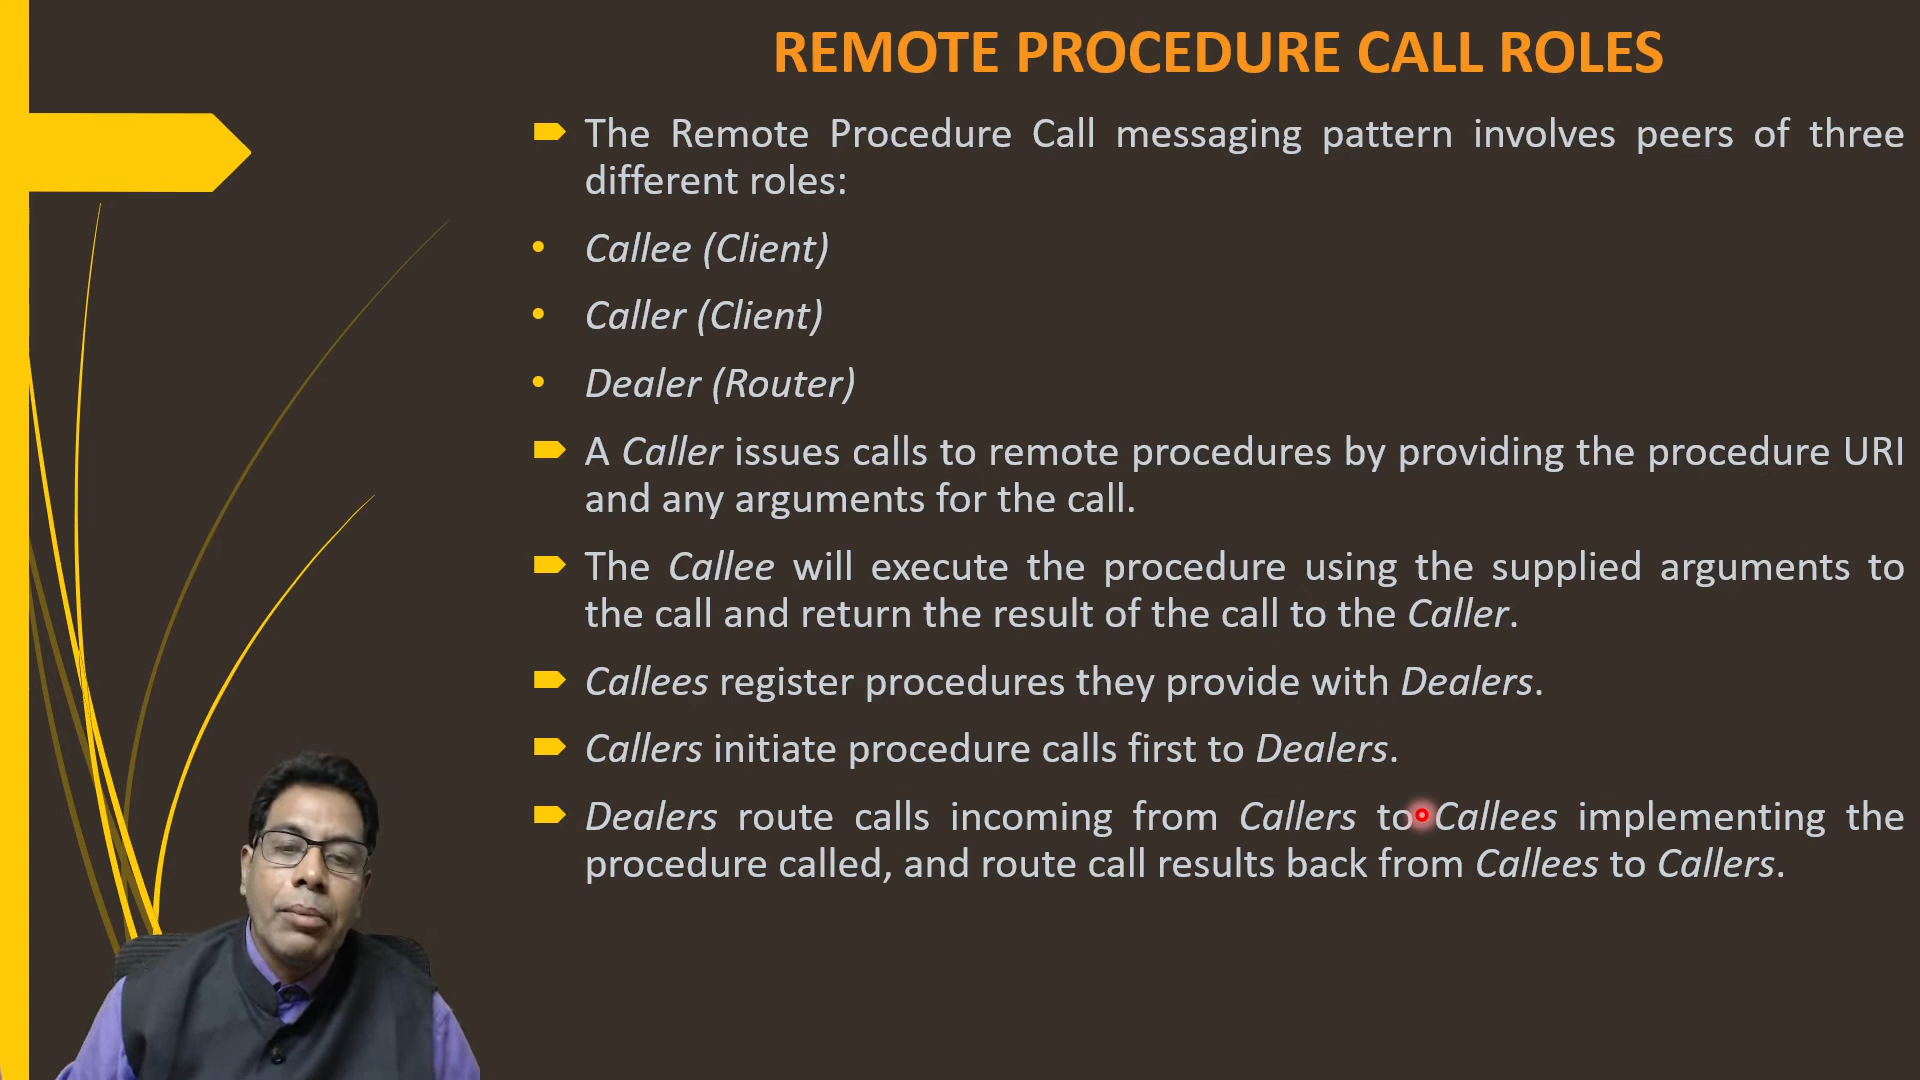 REMOTE PROCEDURE CALL ROLES
The Remote Procedure Call messaging pattern involves peers of three
different roles:
Callee (Client)
Caller (Client)
Dealer (Router)
A Caller issues calls to remote procedures by providing the procedure URI
and any arguments for the call.
The Callee will execute the procedure using the supplied arguments to
the call and return the result of the call to the Caller.
Callees register procedures they provide with Dealers.
Callers initiate procedure calls first to Dealers.
Dealers route calls incoming from Callers to Callees implementing the
procedure called, and route call results back from Callees to Callers.